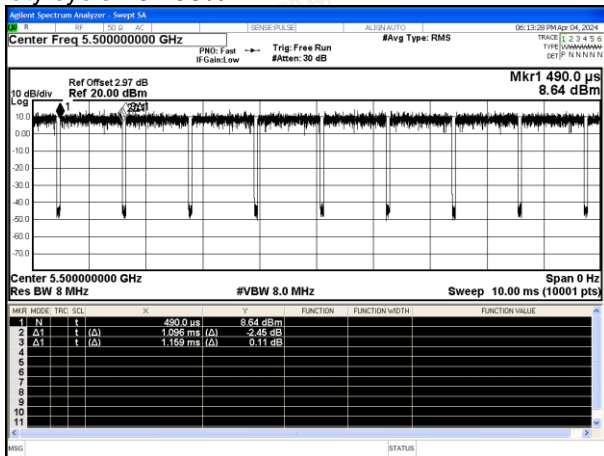 Agilent Spectrum Analyzer - Swept SA
R RF 50 Ω AC SENSE:PULSE ALIGN AUTO 06:13:28 PM Apr 04, 2024
Center Freq 5.500000000 GHz #Avg Type: RMS TRACE 1 2 3 4 5 6
PNO: Fast Trig: Free Run TYPE
IFGain:Low #Atten: 30 dB DET P N N N N N
Mkr1 490.0 µs
Ref Offset 2.97 dB
10 dB/div Ref 20.00 dBm 8.64 dBm
Log
10.0
0.00
-10.0
-20.0
-30.0
-40.0
-50.0
-60.0
-70.0
1
Center 5.500000000 GHz Span 0 Hz
Res BW 8 MHz #VBW 8.0 MHz Sweep 10.00 ms (10001 pts)
MKR MODE TRC SCL X Y FUNCTION FUNCTION WIDTH FUNCTION VALUE
1 N t 490.0 µs 8.64 dBm
2 Δ1 t (Δ) 1.096 ms (Δ) -2.45 dB
3 Δ1 t (Δ) 1.159 ms (Δ) 0.11 dB
4
5
6
7
8
9
10
11
MSG STATUS